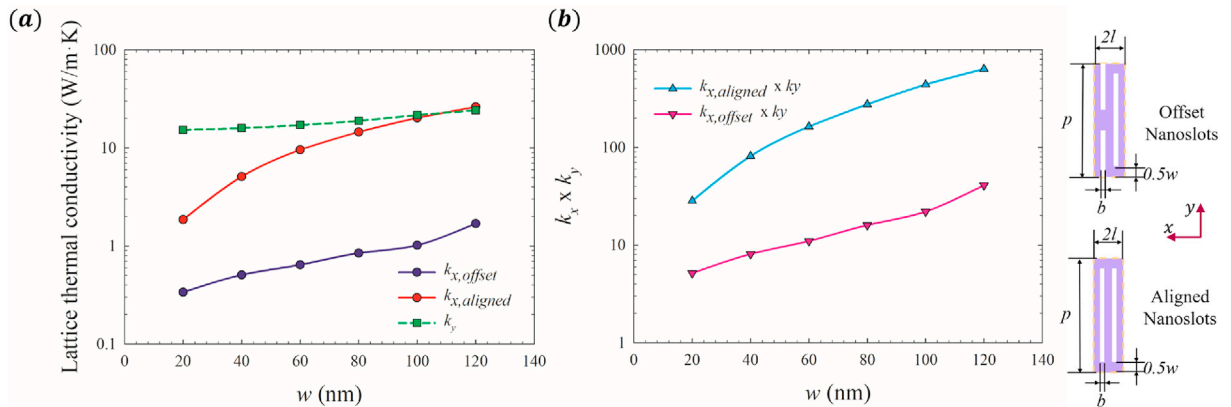 (a)
Lattice thermal conductivity (W/m·K)
100
10
1
0.1
0 20 40 60 80 100 120 140
w (nm)
kx,offset
kx,aligned
ky
(b)
kx x ky
1000
100
10
1
0 20 40 60 80 100 120 140
w (nm)
kx,aligned x ky
kx,offset x ky
2l
p
Offset
Nanoslots
0.5w
b
y
x
2l
p
Aligned
Nanoslots
0.5w
b